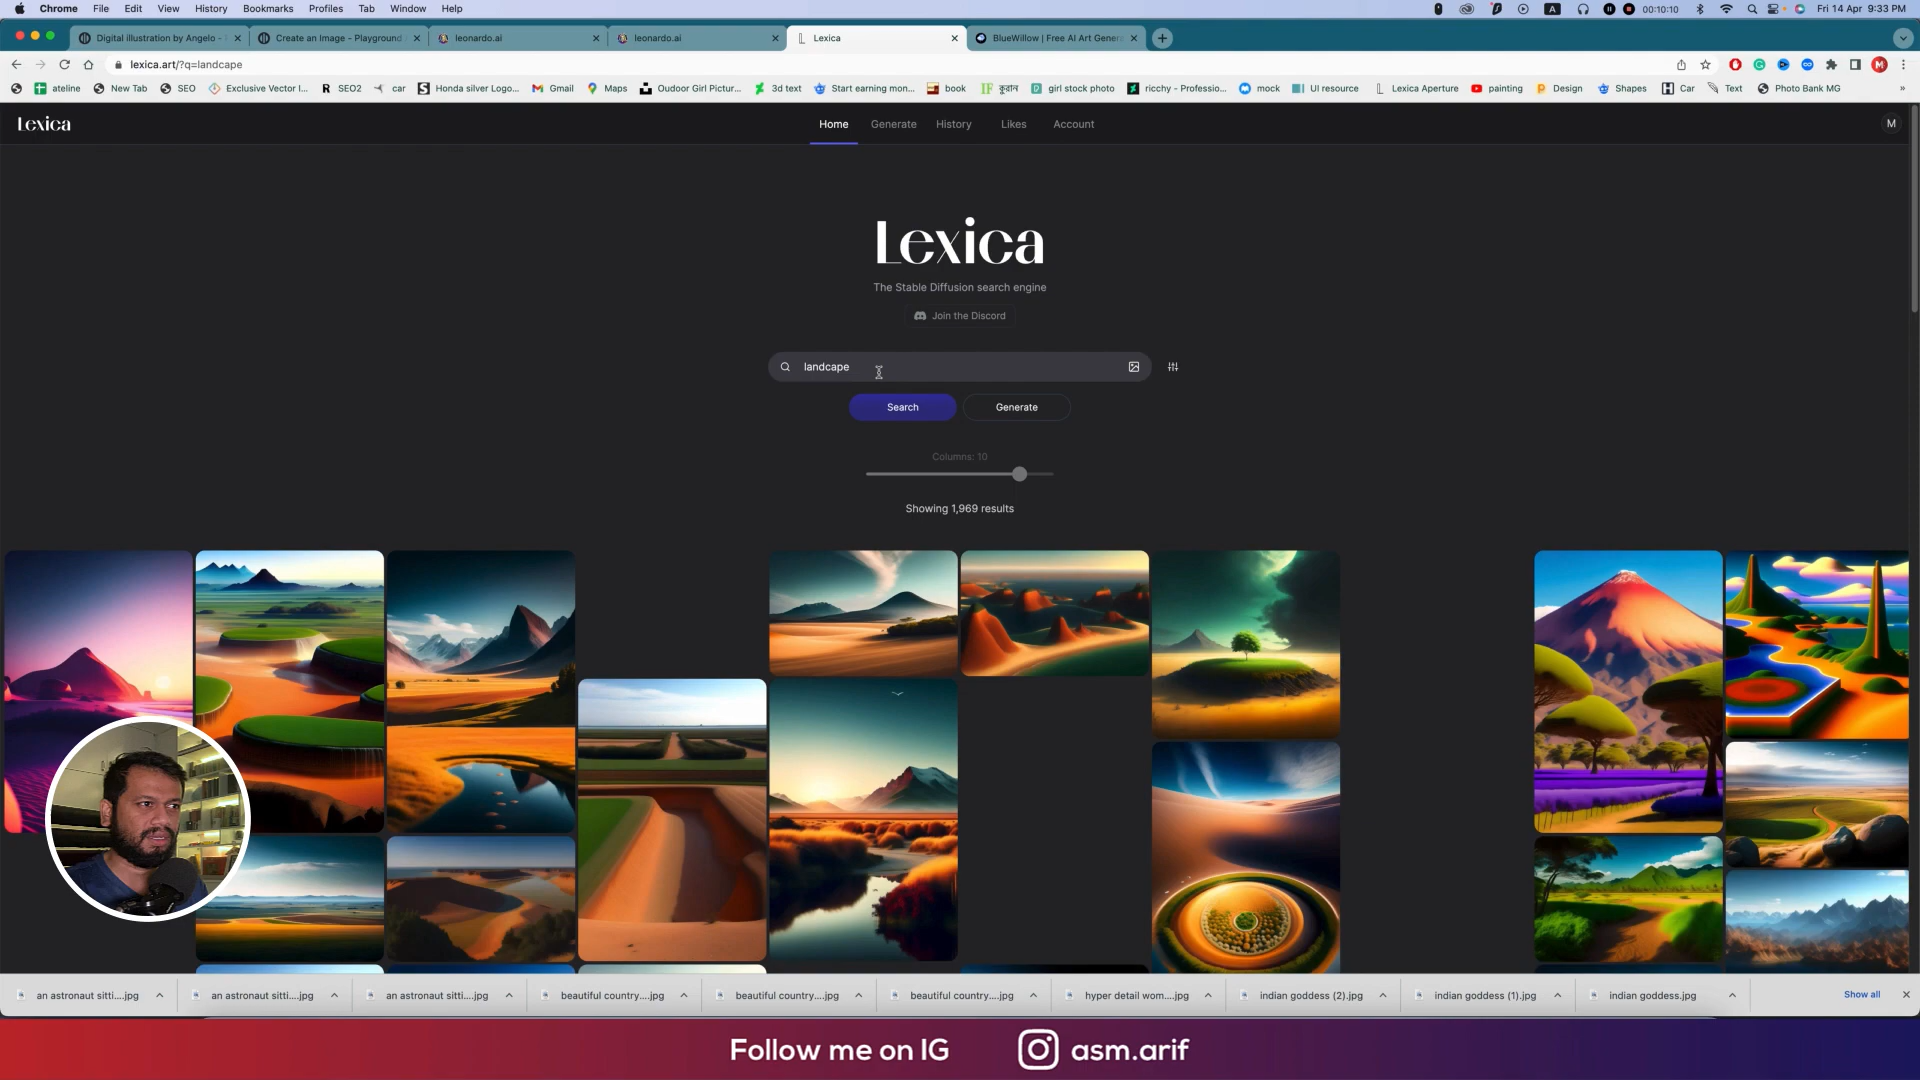 Chrome File Edit View History Bookmarks Profiles Tab Window Help A 00:10:10 Fri 14 Apr 9:33 PM
Digital illustration by Angelo - Create an Image - Playground leonardo.ai leonardo.ai Lexica BlueWillow | Free AI Art Gener
lexica.art/?q=landcape
ateline New Tab SEO Exclusive Vector I... SEO2 car Honda silver Logo... Gmail Maps Oudoor Girl Pictur... 3d text Start earning mon... book কুরান girl stock photo ricchy - Professio... mock UI resource Lexica Aperture painting Design Shapes Car Text Photo Bank MG »
Lexica Home Generate History Likes Account M
Lexica
The Stable Diffusion search engine
Join the Discord
landcape
Search Generate
Columns: 10
Showing 1,969 results
an astronaut sitti....jpg an astronaut sitti....jpg an astronaut sitti....jpg beautiful country....jpg beautiful country....jpg beautiful country....jpg hyper detail wom....jpg indian goddess (2).jpg indian goddess (1).jpg indian goddess.jpg Show all
Follow me on IG asm.arif